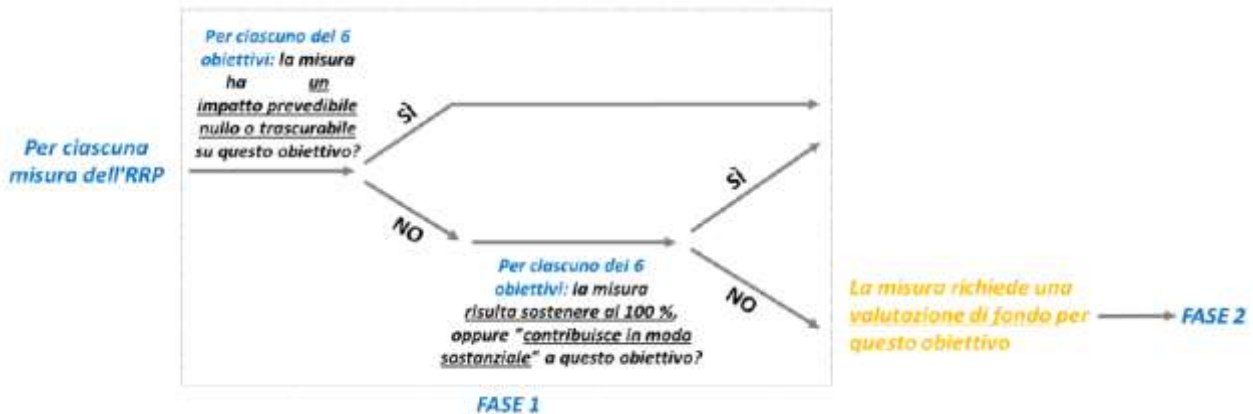 Per ciascuno dei 6
obiettivi: la misura
ha un
impatto prevedibile
nullo o trascurabile
su questo obiettivo?
Per ciascuna
misura dell'RRP
SÌ
NO
SÌ
NO
Per ciascuno dei 6
obiettivi: la misura
risulta sostenere al 100 %,
oppure "contribuisce in modo
sostanziale" a questo obiettivo?
La misura richiede una
valutazione di fondo per
questo obiettivo
FASE 2
FASE 1